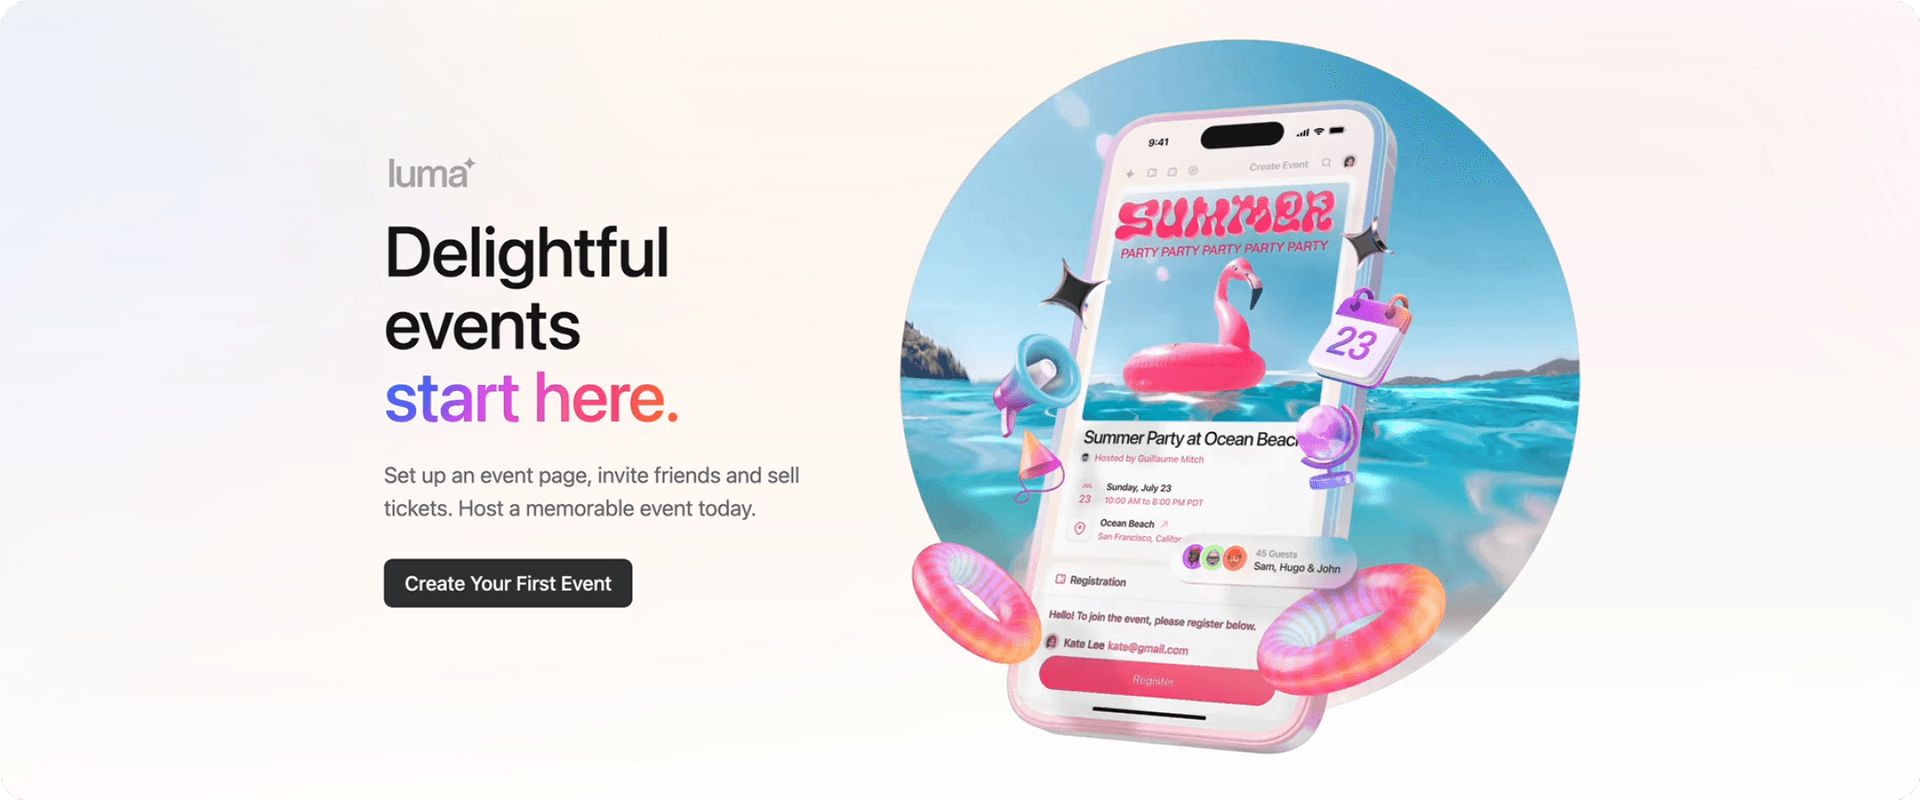 luma
Delightful
events
start here.
Set up an event page, invite friends and sell
tickets. Host a memorable event today.
Create Your First Event
9:41
Create Event
SUMMER
PARTY PARTY PARTY PARTY PARTY
23
Summer Party at Ocean Beac
Hosted by Guillaume Mitch
JUL
23
Sunday, July 23
10:00 AM to 8:00 PM PDT
Ocean Beach
San Francisco, Califor
45 Guests
Sam, Hugo & John
Registration
Hello! To join the event, please register below.
Kate Lee kate@gmail.com
Register